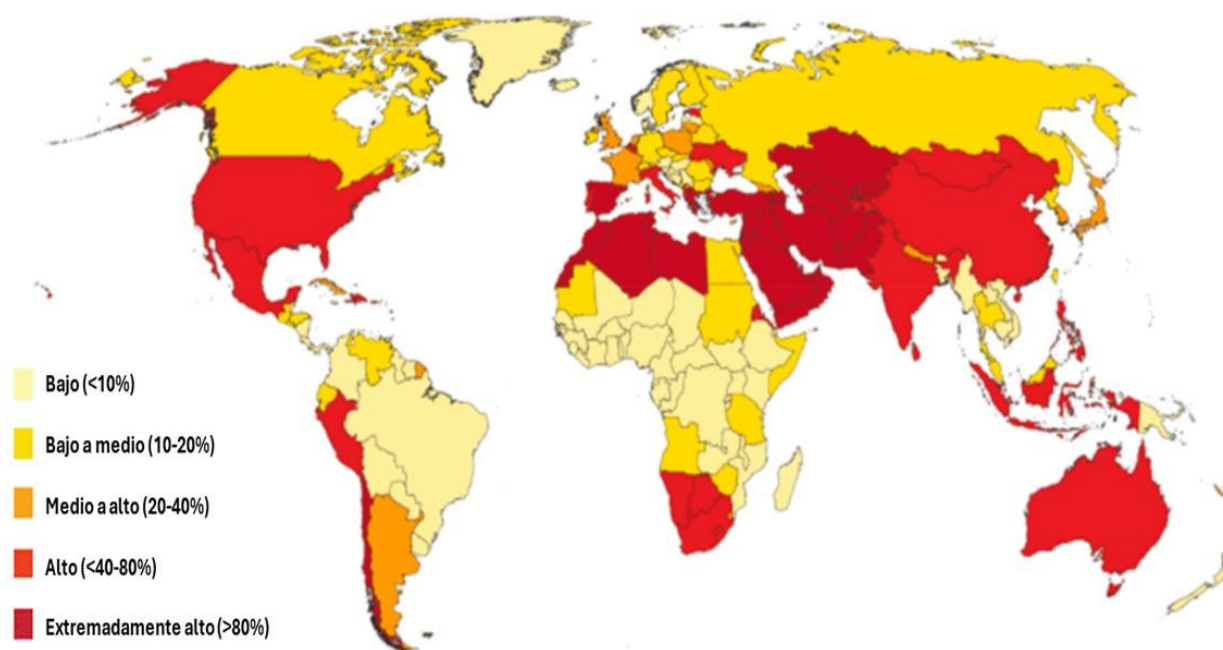 Bajo (<10%)
Bajo a medio (10-20%)
Medio a alto (20-40%)
Alto (<40-80%)
Extremadamente alto (>80%)